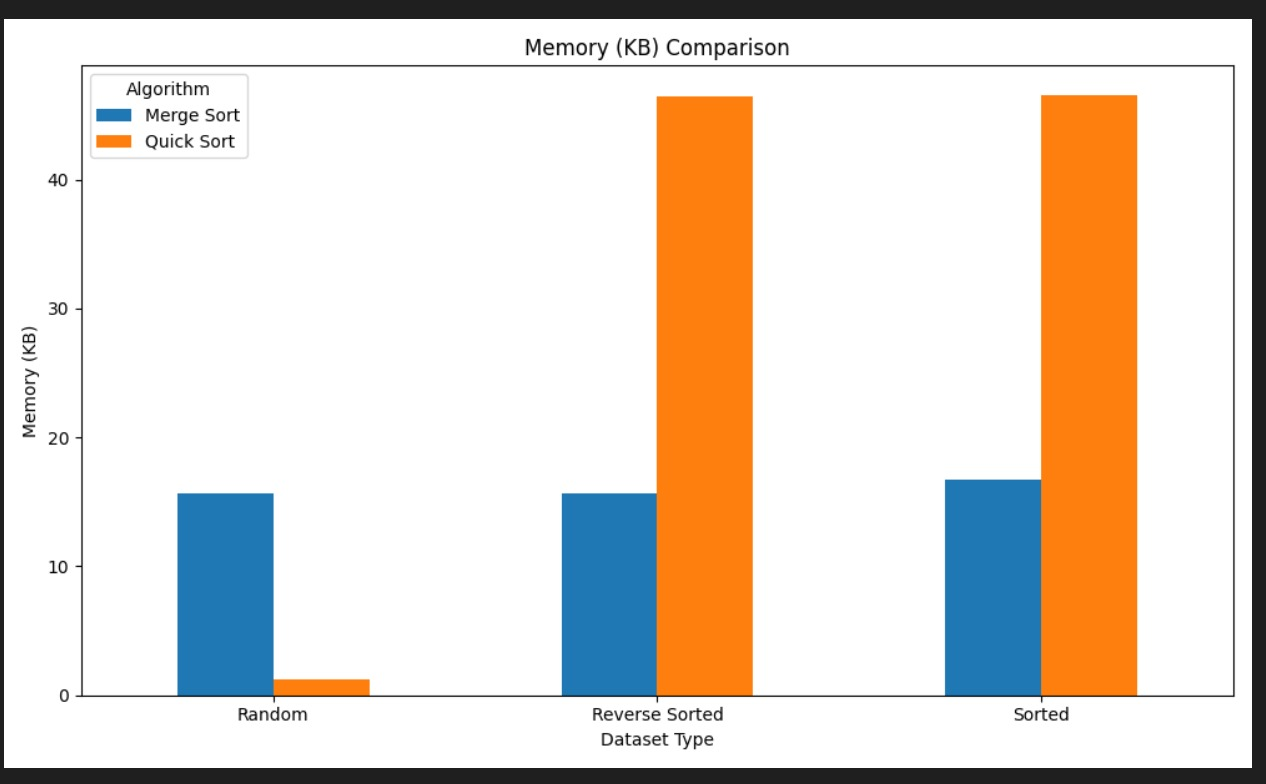 Memory (KB) Comparison
Algorithm
Merge Sort
Quick Sort
Memory (KB)
40
30
20
10
0
Random
Reverse Sorted
Sorted
Dataset Type